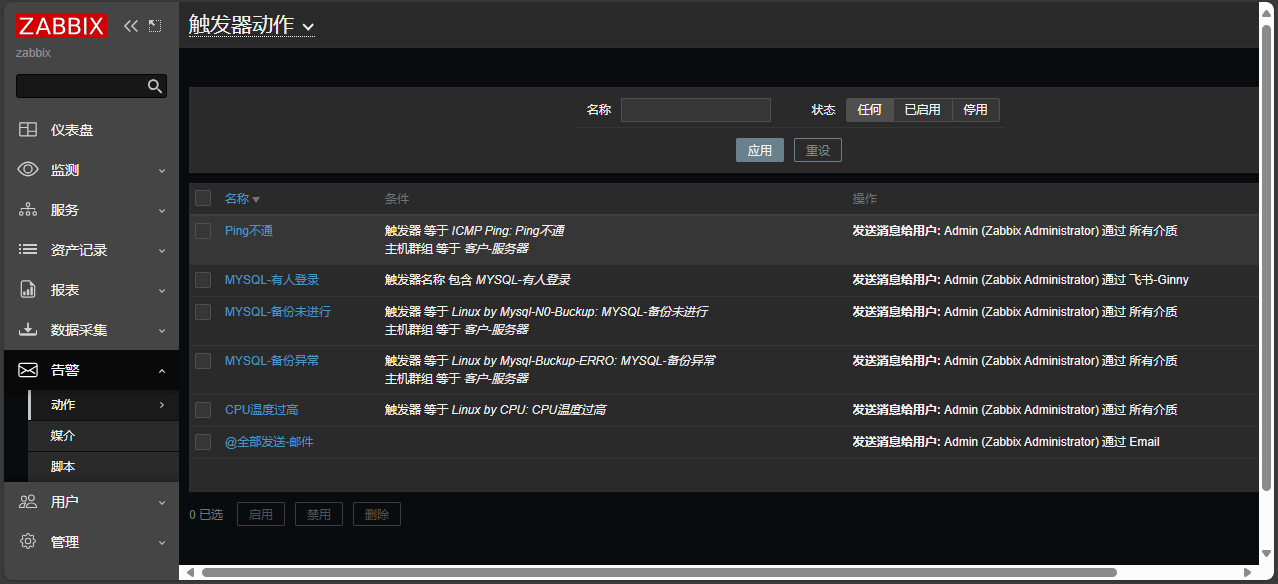 ZABBIX
zabbix
仪表盘
监测
服务
资产记录
报表
数据采集
告警
动作
媒介
脚本
用户
管理
触发器动作
名称 状态 任何 已启用 停用
应用 重设
名称 条件 操作
Ping不通 触发器 等于 ICMP Ping: Ping不通 发送消息给用户: Admin (Zabbix Administrator) 通过 所有介质
主机群组 等于 客户-服务器
MYSQL-有人登录 触发器名称 包含 MYSQL-有人登录 发送消息给用户: Admin (Zabbix Administrator) 通过 飞书-Ginny
MYSQL-备份未进行 触发器 等于 Linux by Mysql-N0-Backup: MYSQL-备份未进行 发送消息给用户: Admin (Zabbix Administrator) 通过 所有介质
主机群组 等于 客户-服务器
MYSQL-备份异常 触发器 等于 Linux by Mysql-Backup-ERRO: MYSQL-备份异常 发送消息给用户: Admin (Zabbix Administrator) 通过 所有介质
主机群组 等于 客户-服务器
CPU温度过高 触发器 等于 Linux by CPU: CPU温度过高 发送消息给用户: Admin (Zabbix Administrator) 通过 所有介质
@全部发送-邮件 发送消息给用户: Admin (Zabbix Administrator) 通过 Email
0 已选 启用 禁用 删除